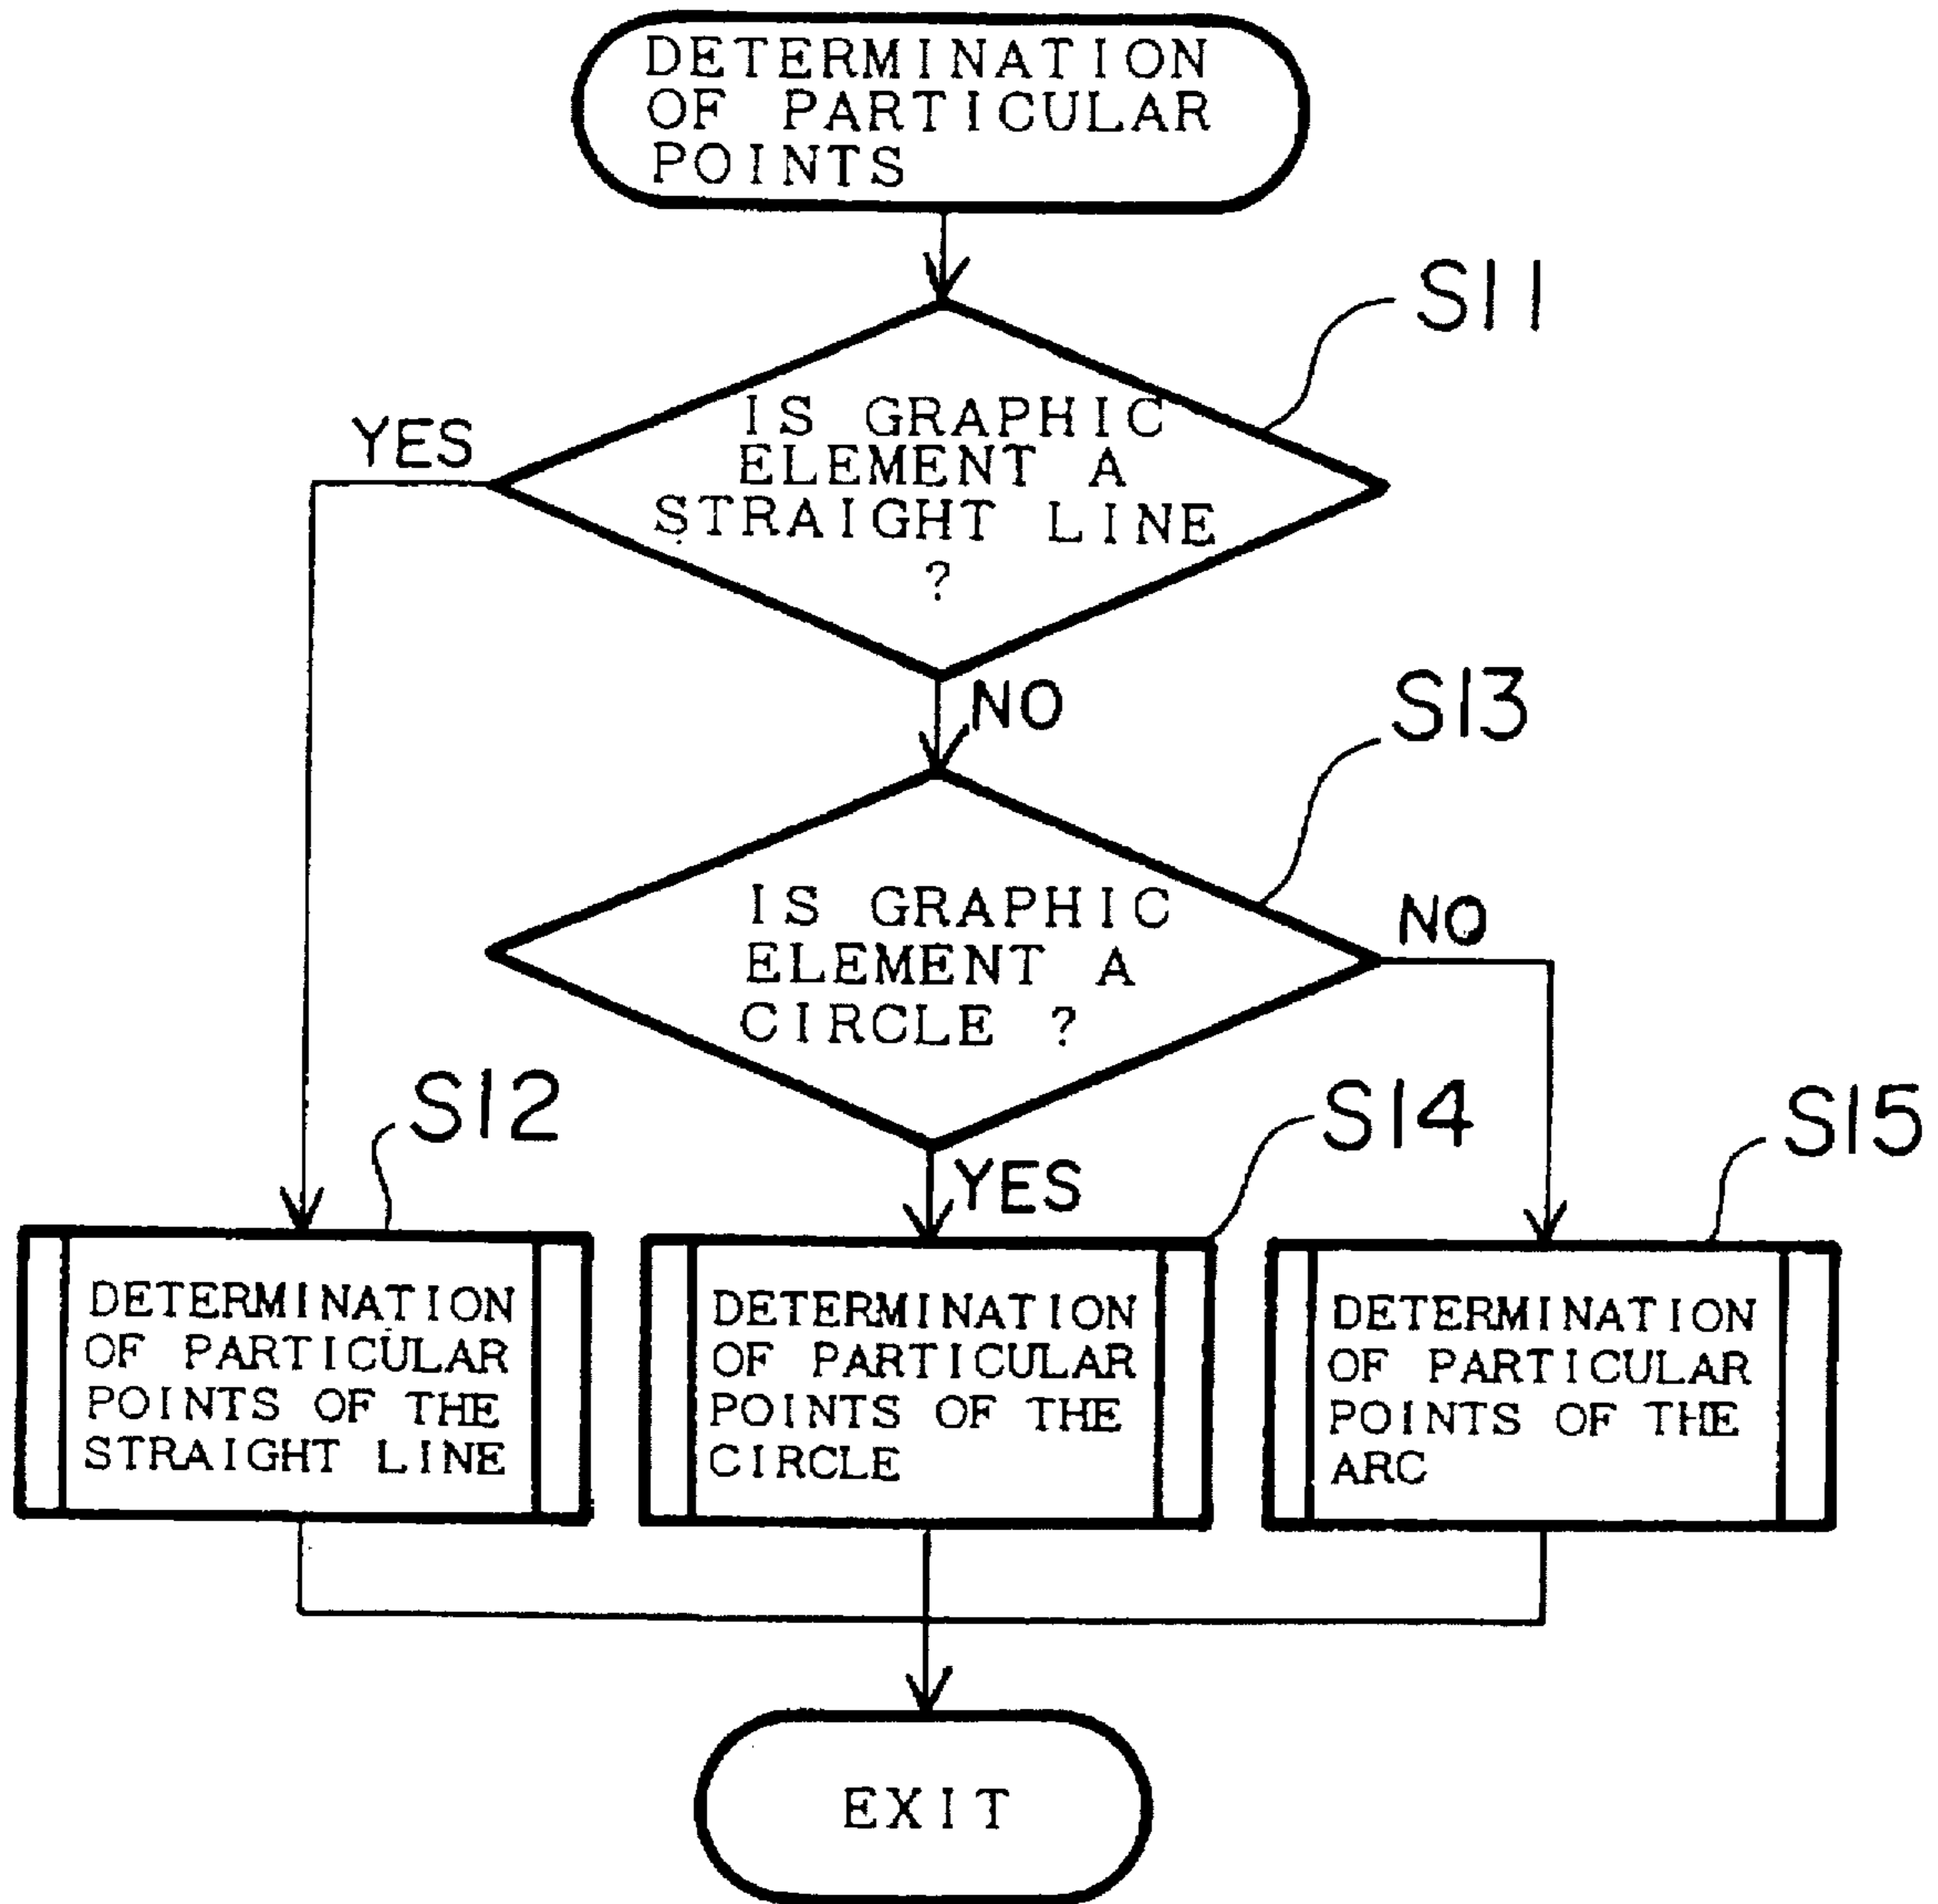 DETERMINATION
OF PARTICULAR
POINTS
S11
IS GRAPHIC
ELEMENT A
STRAIGHT LINE
?
YES
NO
S13
IS GRAPHIC
ELEMENT A
CIRCLE ?
NO
YES
S12
DETERMINATION
OF PARTICULAR
POINTS OF THE
STRAIGHT LINE
S14
DETERMINATION
OF PARTICULAR
POINTS OF THE
CIRCLE
S15
DETERMINATION
OF PARTICULAR
POINTS OF THE
ARC
EXIT